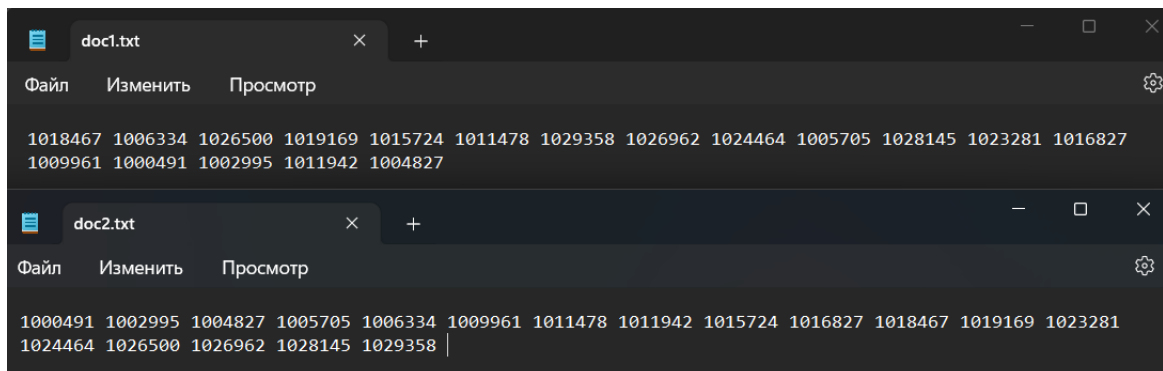 doc1.txt
Файл Изменить Просмотр
1018467 1006334 1026500 1019169 1015724 1011478 1029358 1026962 1024464 1005705 1028145 1023281 1016827
1009961 1000491 1002995 1011942 1004827
doc2.txt
Файл Изменить Просмотр
1000491 1002995 1004827 1005705 1006334 1009961 1011478 1011942 1015724 1016827 1018467 1019169 1023281
1024464 1026500 1026962 1028145 1029358